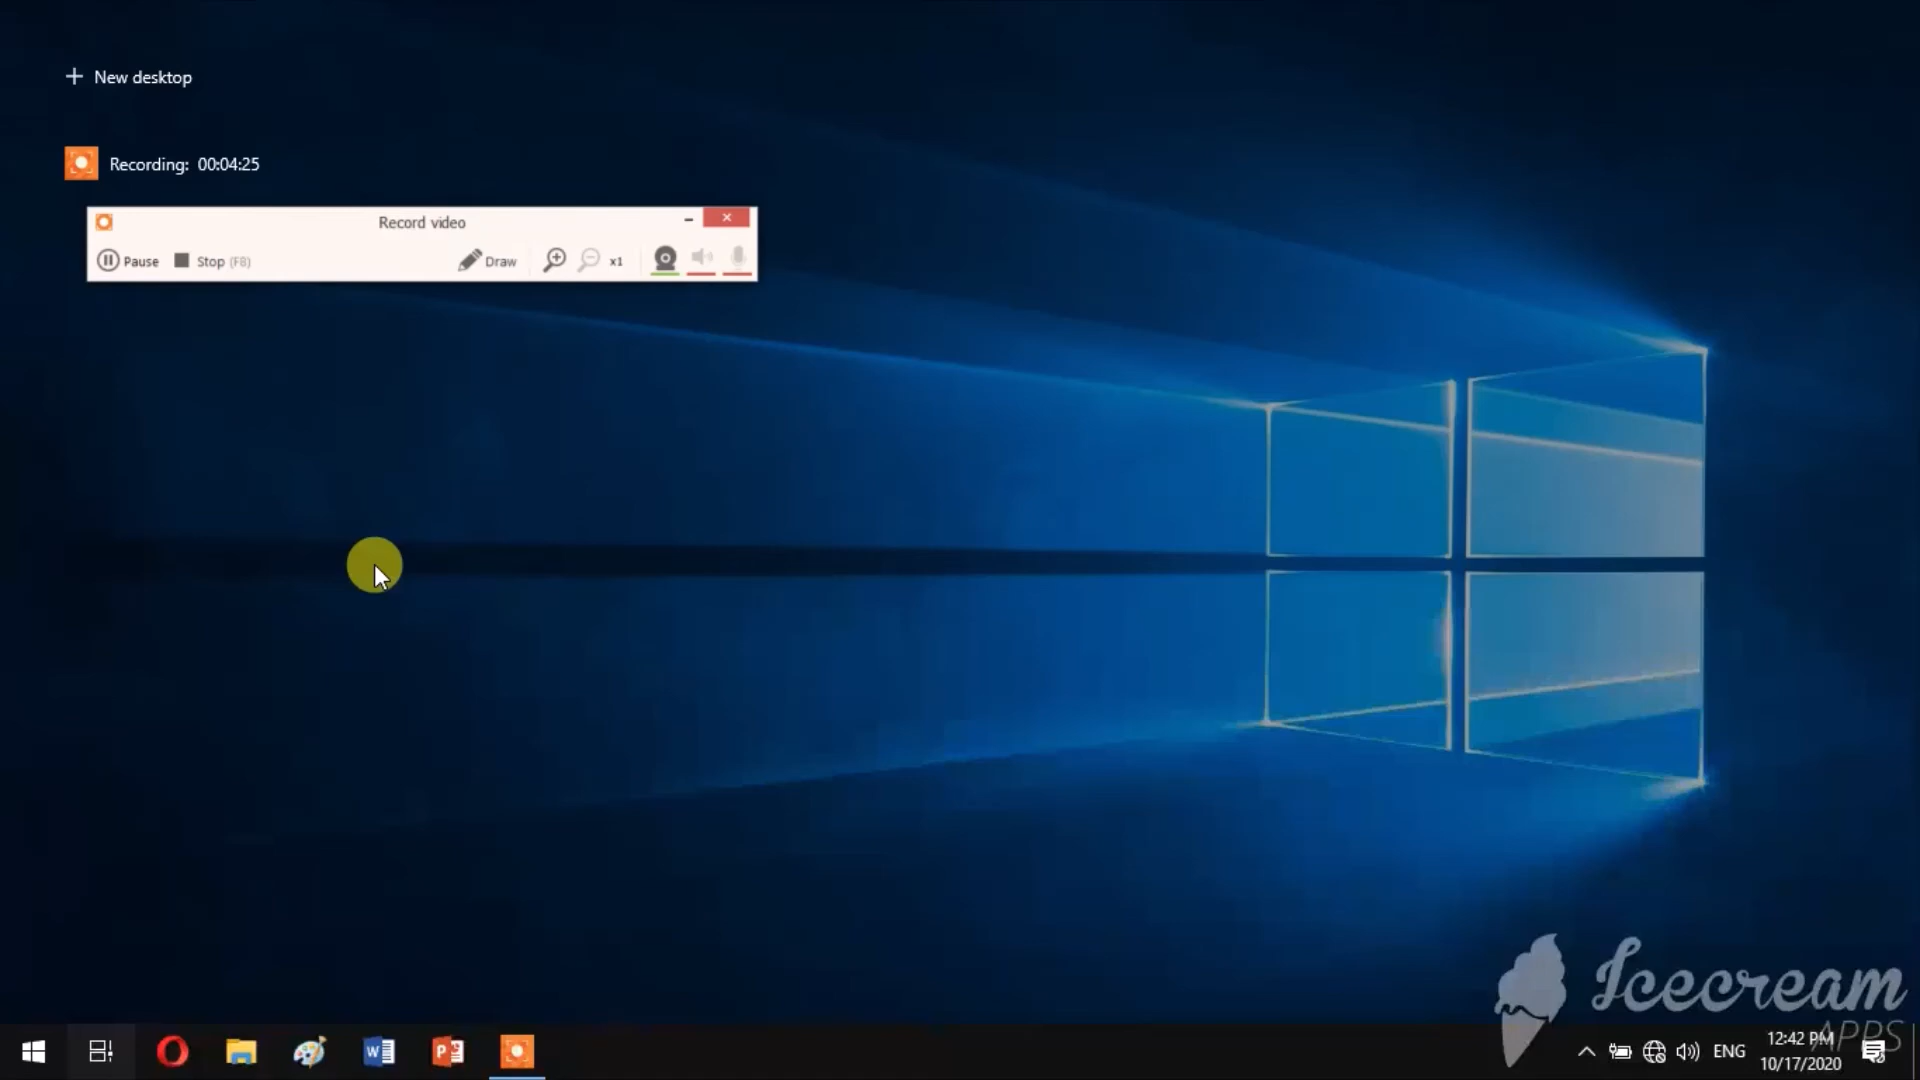 New desktop
Recording: 00:04:25
Record video
Pause
Stop (F8)
Draw
x1
Icecream
APPS
ENG
12:42 PM
10/17/2020